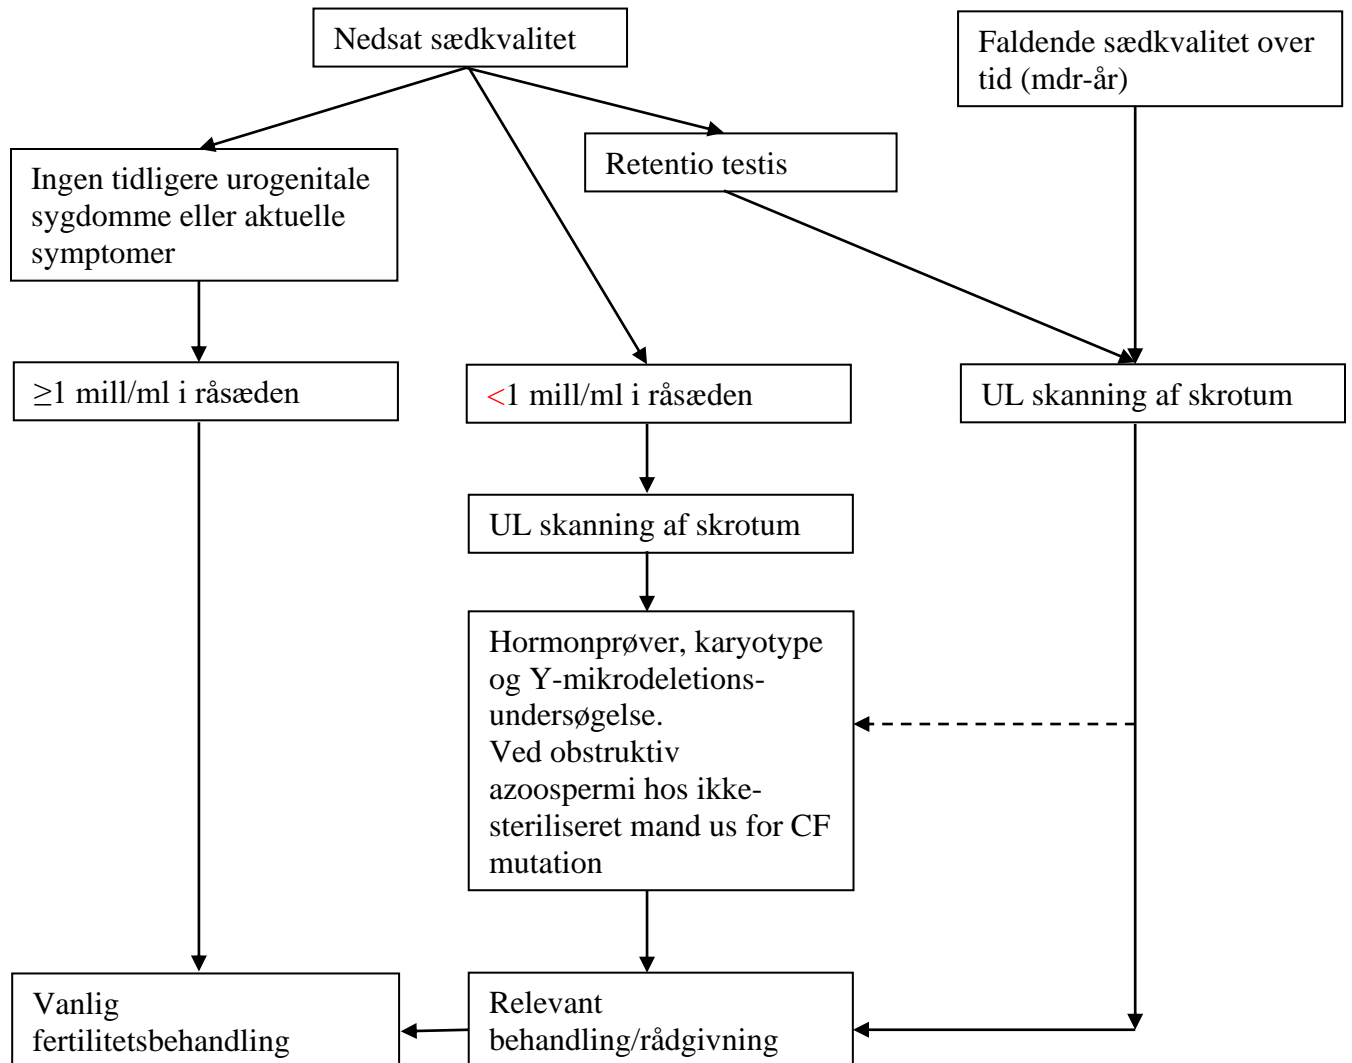 Nedsat sædkvalitet
Faldende sædkvalitet over
tid (mdr-år)
Retentio testis
Ingen tidligere urogenitale
sygdomme eller aktuelle
symptomer
≥1 mill/ml i råsæden
<1 mill/ml i råsæden
UL skanning af skrotum
UL skanning af skrotum
Hormonprøver, karyotype
og Y-mikrodeletions-
undersøgelse.
Ved obstruktiv
azoospermi hos ikke-
steriliseret mand us for CF
mutation
Vanlig
fertilitetsbehandling
Relevant
behandling/rådgivning